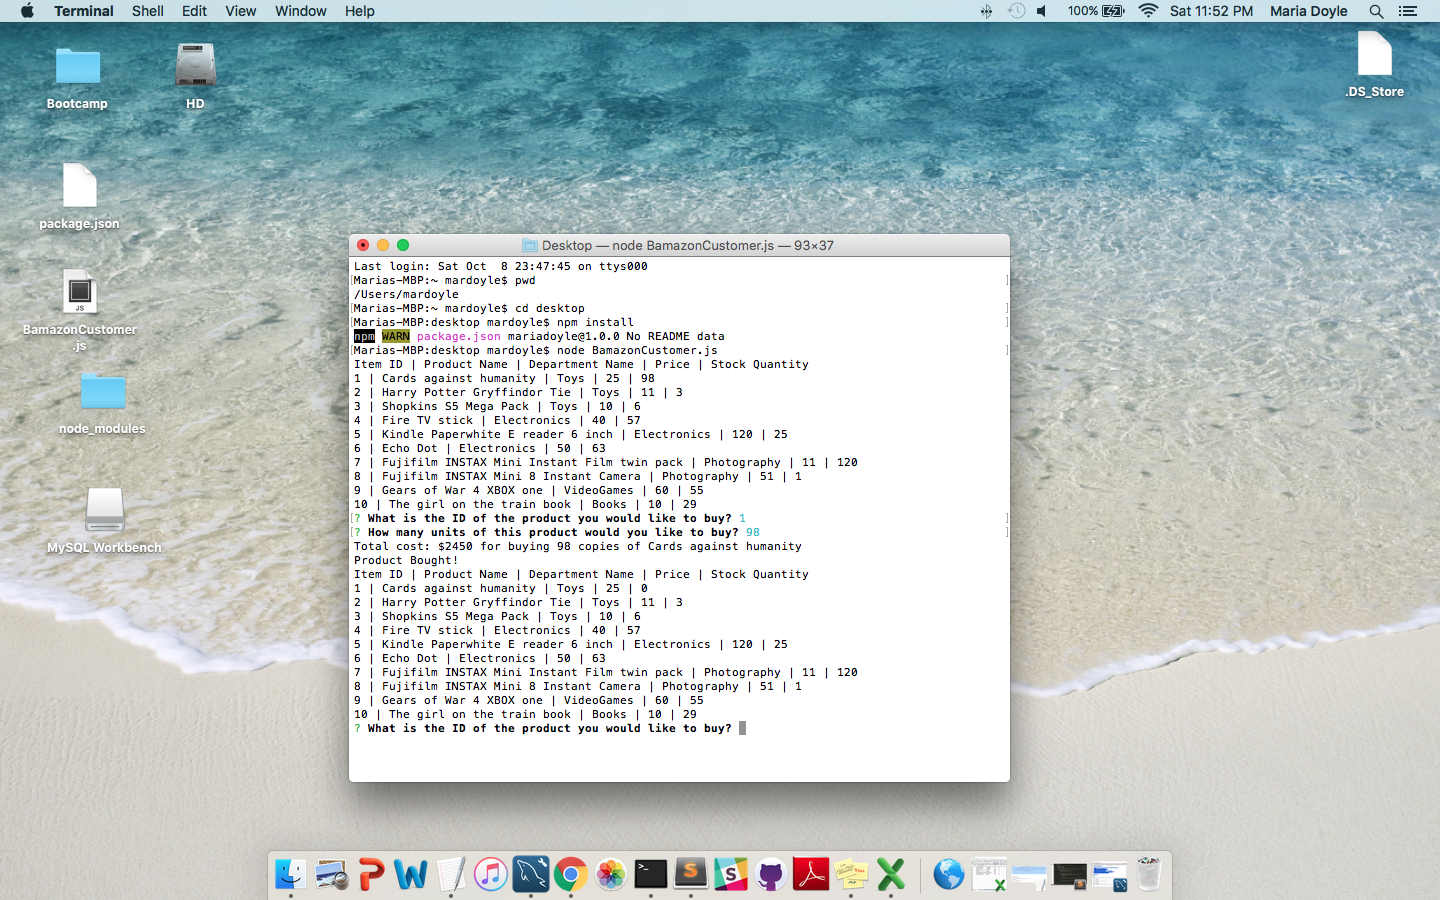 Terminal Shell Edit View Window Help 100% Sat 11:52 PM Maria Doyle
Bootcamp
HD
.DS_Store
package.json
BamazonCustomer
.js
JS
node_modules
MySQL Workbench
Desktop — node BamazonCustomer.js — 93×37
Last login: Sat Oct  8 23:47:45 on ttys000
[Marias-MBP:~ mardoyle$ pwd ]
/Users/mardoyle
[Marias-MBP:~ mardoyle$ cd desktop ]
[Marias-MBP:desktop mardoyle$ npm install ]
npm WARN package.json mariadoyle@1.0.0 No README data
[Marias-MBP:desktop mardoyle$ node BamazonCustomer.js ]
Item ID | Product Name | Department Name | Price | Stock Quantity
1 | Cards against humanity | Toys | 25 | 98
2 | Harry Potter Gryffindor Tie | Toys | 11 | 3
3 | Shopkins S5 Mega Pack | Toys | 10 | 6
4 | Fire TV stick | Electronics | 40 | 57
5 | Kindle Paperwhite E reader 6 inch | Electronics | 120 | 25
6 | Echo Dot | Electronics | 50 | 63
7 | Fujifilm INSTAX Mini Instant Film twin pack | Photography | 11 | 120
8 | Fujifilm INSTAX Mini 8 Instant Camera | Photography | 51 | 1
9 | Gears of War 4 XBOX one | VideoGames | 60 | 55
10 | The girl on the train book | Books | 10 | 29
[? What is the ID of the product you would like to buy? 1 ]
[? How many units of this product would you like to buy? 98 ]
Total cost: $2450 for buying 98 copies of Cards against humanity
Product Bought!
Item ID | Product Name | Department Name | Price | Stock Quantity
1 | Cards against humanity | Toys | 25 | 0
2 | Harry Potter Gryffindor Tie | Toys | 11 | 3
3 | Shopkins S5 Mega Pack | Toys | 10 | 6
4 | Fire TV stick | Electronics | 40 | 57
5 | Kindle Paperwhite E reader 6 inch | Electronics | 120 | 25
6 | Echo Dot | Electronics | 50 | 63
7 | Fujifilm INSTAX Mini Instant Film twin pack | Photography | 11 | 120
8 | Fujifilm INSTAX Mini 8 Instant Camera | Photography | 51 | 1
9 | Gears of War 4 XBOX one | VideoGames | 60 | 55
10 | The girl on the train book | Books | 10 | 29
? What is the ID of the product you would like to buy?